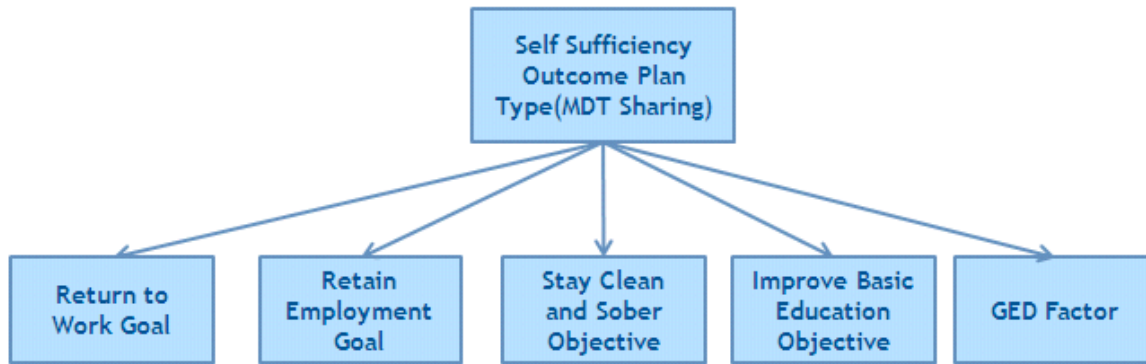 Self Sufficiency
Outcome Plan
Type(MDT Sharing)
Return to
Work Goal
Retain
Employment
Goal
Stay Clean
and Sober
Objective
Improve Basic
Education
Objective
GED Factor